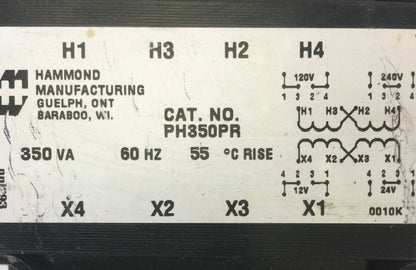 H1 H3 H2 H4
HAMMOND
MANUFACTURING
GUELPH, ONT
BARABOO, WI.
CAT. NO.
PH350PR
350 VA 60 HZ 55 °C RISE
X4 X2 X3 X1
120V 240V
1 3 2 4 1 3 2 4
H1 H3 H2 H4
X4 X2 X3 X1
4 2 3 1 4 2 3 1
12V 24V
0010K